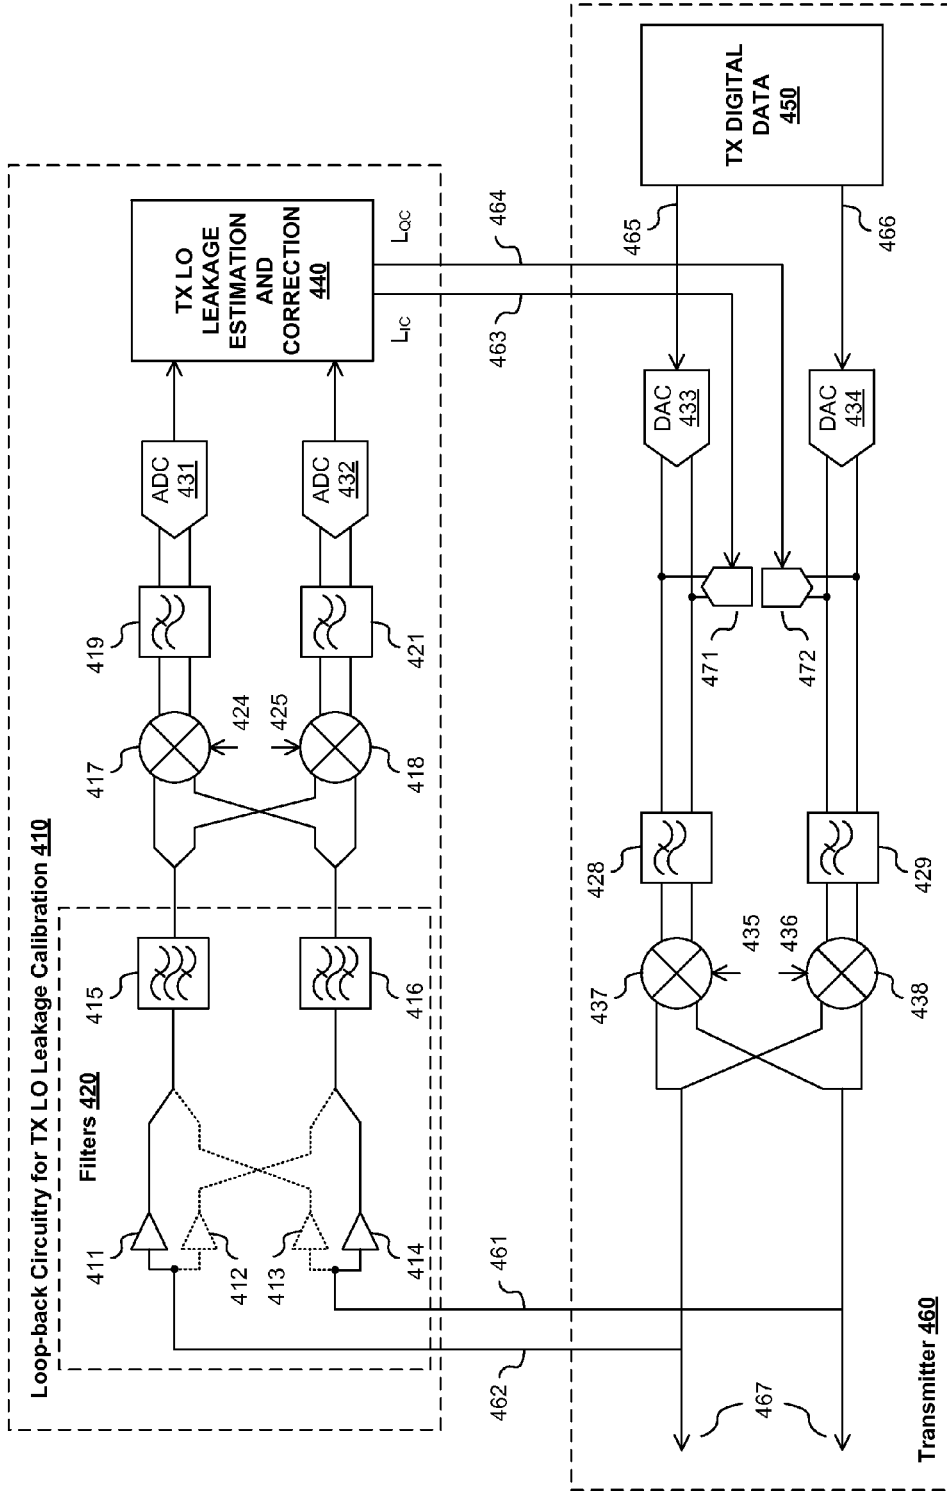 Loop-back Circuitry for TX LO Leakage Calibration 410
Filters 420
411
412
413
414
415
416
417
418
424
425
419
421
ADC
431
ADC
432
TX LO
LEAKAGE
ESTIMATION
AND
CORRECTION
440
LIC
LQC
461
462
463
464
Transmitter 460
467
437
438
435
436
428
429
471
472
DAC
433
DAC
434
465
466
TX DIGITAL
DATA
450